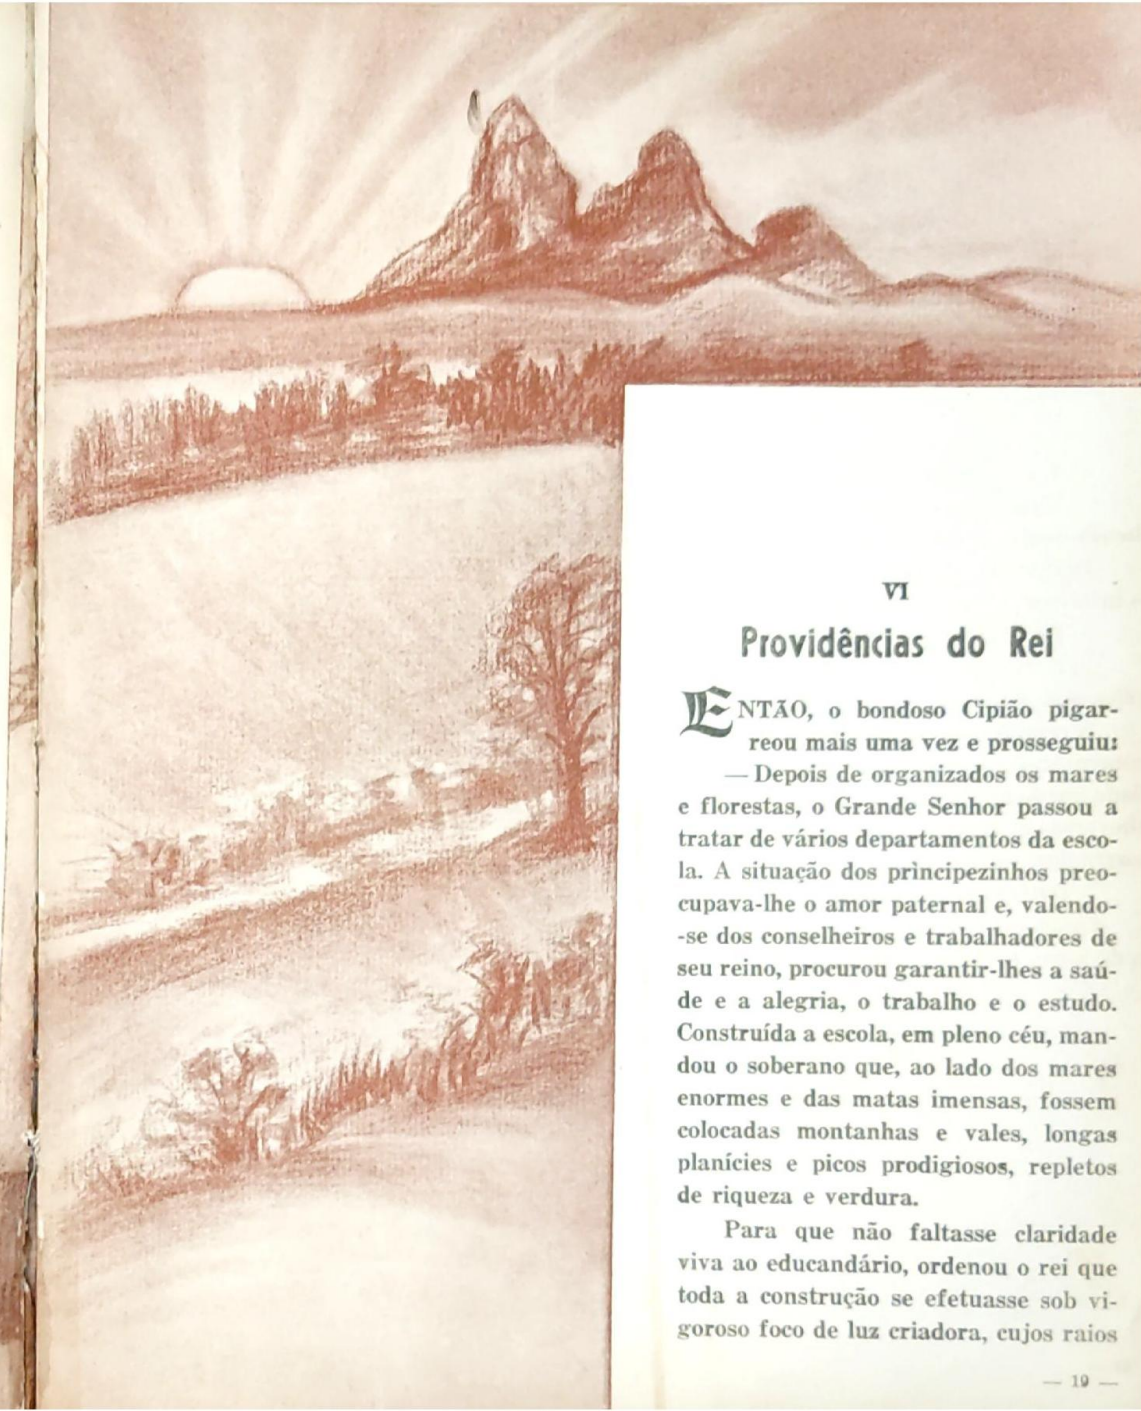 VI
Providências do Rei
ENTÃO, o bondoso Cipião pigar-
reou mais uma vez e prosseguiu:
— Depois de organizados os mares
e florestas, o Grande Senhor passou a
tratar de vários departamentos da esco-
la. A situação dos prìncipezinhos preo-
cupava-lhe o amor paternal e, valendo-
-se dos conselheiros e trabalhadores de
seu reino, procurou garantir-lhes a saú-
de e a alegria, o trabalho e o estudo.
Construída a escola, em pleno céu, man-
dou o soberano que, ao lado dos mares
enormes e das matas imensas, fossem
colocadas montanhas e vales, longas
planícies e picos prodigiosos, repletos
de riqueza e verdura.
Para que não faltasse claridade
viva ao educandário, ordenou o rei que
toda a construção se efetuasse sob vi-
goroso foco de luz criadora, cujos raios
— 19 —